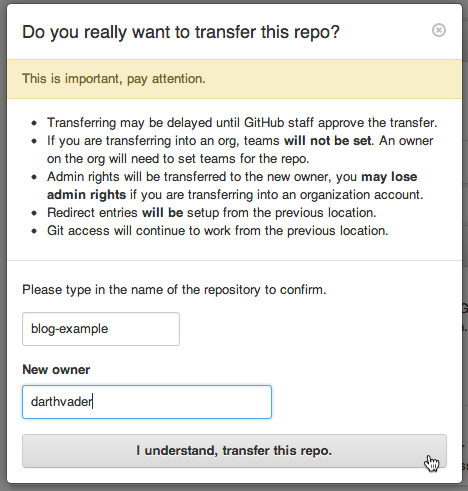 Do you really want to transfer this repo?
This is important, pay attention.
• Transferring may be delayed until GitHub staff approve the transfer.
• If you are transferring into an org, teams will not be set. An owner
on the org will need to set teams for the repo.
• Admin rights will be transferred to the new owner, you may lose
admin rights if you are transferring into an organization account.
• Redirect entries will be setup from the previous location.
• Git access will continue to work from the previous location.
Please type in the name of the repository to confirm.
blog-example
New owner
darthvader
I understand, transfer this repo.